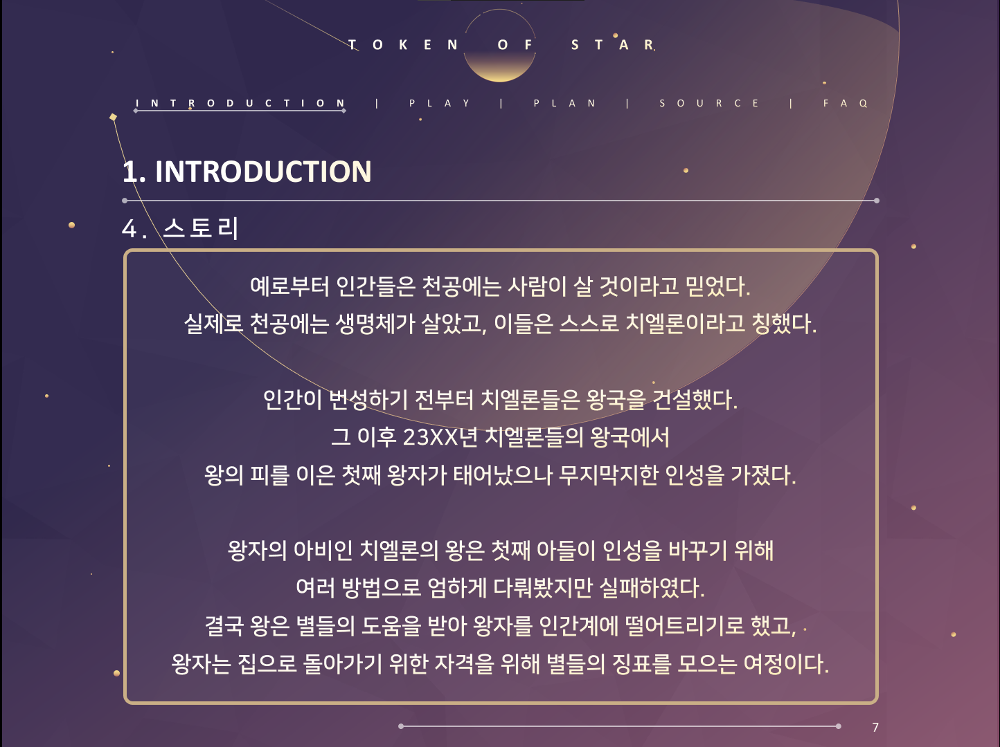 TOKEN OF STAR
INTRODUCTION | PLAY | PLAN | SOURCE | FAQ
1. INTRODUCTION
4. 스토리
예로부터 인간들은 천공에는 사람이 살 것이라고 믿었다.
실제로 천공에는 생명체가 살았고, 이들은 스스로 치엘론이라고 칭했다.
인간이 번성하기 전부터 치엘론들은 왕국을 건설했다.
그 이후 23XX년 치엘론들의 왕국에서
왕의 피를 이은 첫째 왕자가 태어났으나 무지막지한 인성을 가졌다.
왕자의 아비인 치엘론의 왕은 첫째 아들이 인성을 바꾸기 위해
여러 방법으로 엄하게 다뤄봤지만 실패하였다.
결국 왕은 별들의 도움을 받아 왕자를 인간계에 떨어트리기로 했고,
왕자는 집으로 돌아가기 위한 자격을 위해 별들의 징표를 모으는 여정이다.
7